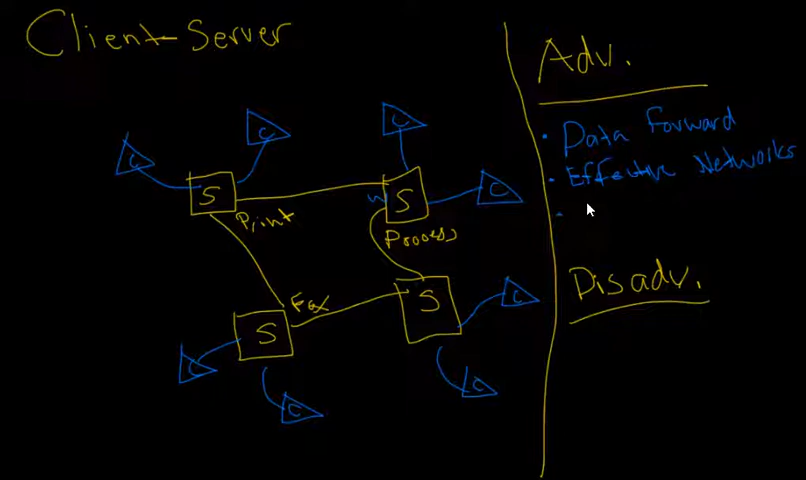 Client-Server
Adv.
• Data Forward
• Effective Networks
•
C
C
C
S
S
C
Print
W
Process
S
Fax
S
C
C
C
C
Disadv.